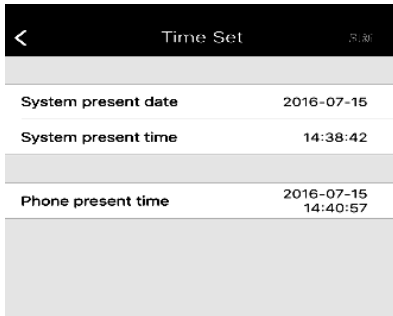 Time Set
System present date 2016-07-15
System present time 14:38:42
Phone present time 2016-07-15
14:40:57